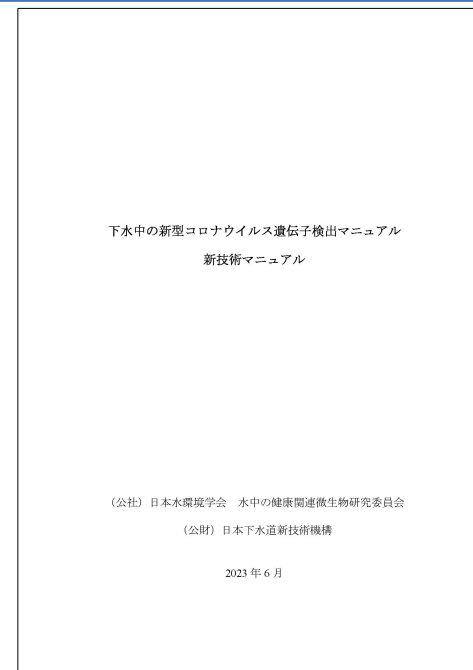 下水中の新型コロナウイルス遺伝子検出マニュアル
新技術マニュアル
（公社）日本水環境学会　水中の健康関連微生物研究委員会
（公財）日本下水道新技術機構
2023 年 6 月